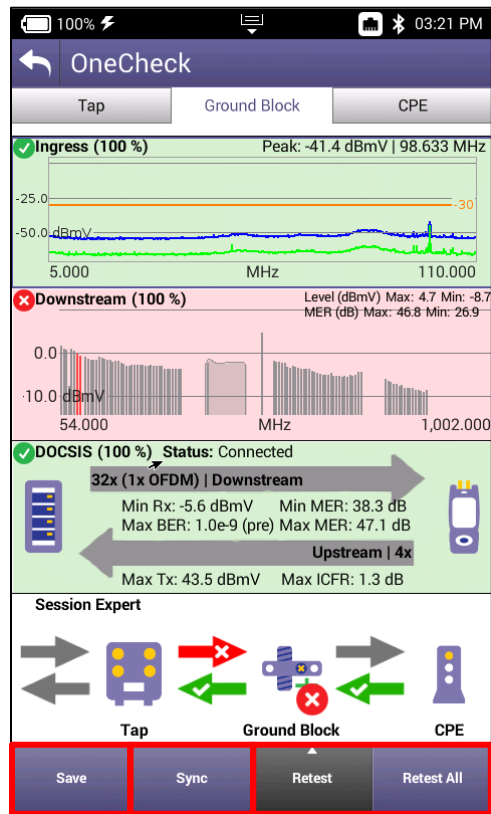 100% 03:21 PM
OneCheck
Tap Ground Block CPE
Ingress (100 %) Peak: -41.4 dBmV | 98.633 MHz
-25.0
-30
-50.0 dBmV
5.000 MHz 110.000
Downstream (100 %) Level (dBmV) Max: 4.7 Min: -8.7
MER (dB) Max: 46.8 Min: 26.9
0.0
-10.0 dBmV
54.000 MHz 1,002.000
DOCSIS (100 %) Status: Connected
32x (1x OFDM) | Downstream
Min Rx: -5.6 dBmV Min MER: 38.3 dB
Max BER: 1.0e-9 (pre) Max MER: 47.1 dB
Upstream | 4x
Max Tx: 43.5 dBmV Max ICFR: 1.3 dB
Session Expert
Tap Ground Block CPE
Save Sync Retest Retest All